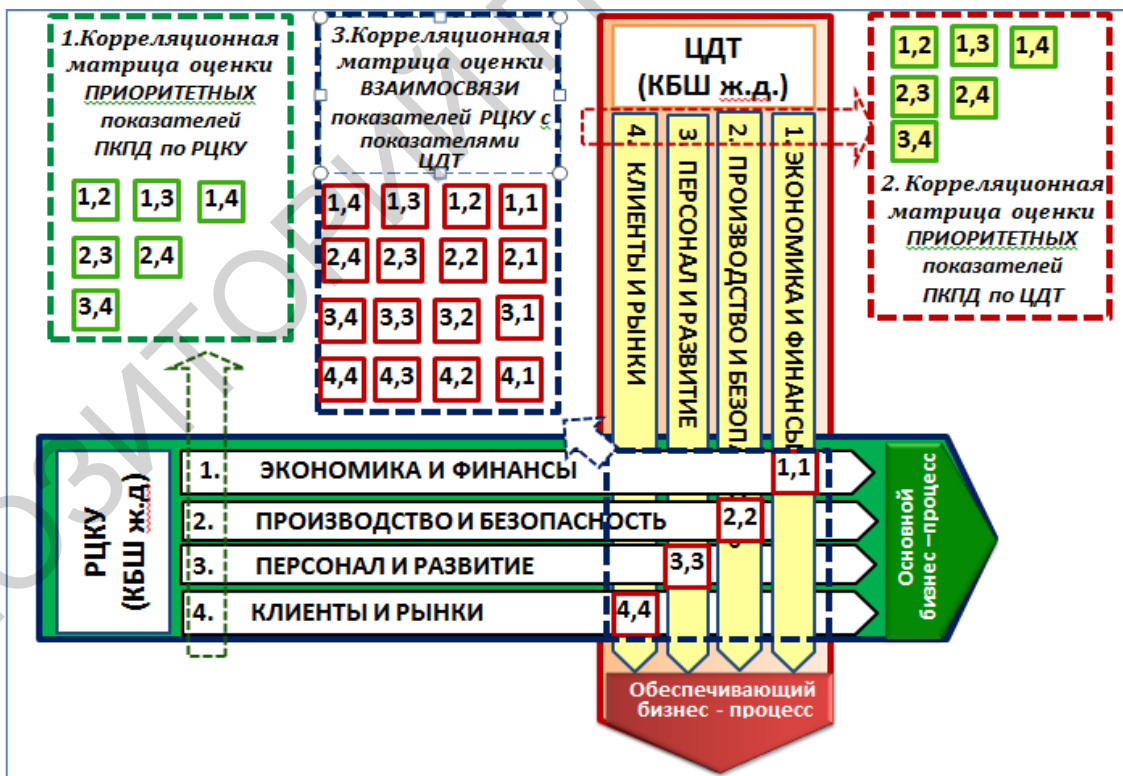 1.Корреляционная
матрица оценки
ПРИОРИТЕТНЫХ
показателей
ПКПД по РЦКУ
1,2 1,3 1,4
2,3 2,4
3,4
3.Корреляционная
матрица оценки
ВЗАИМОСВЯЗИ
показателей РЦКУ с
показателями
ЦДТ
1,4 1,3 1,2 1,1
2,4 2,3 2,2 2,1
3,4 3,3 3,2 3,1
4,4 4,3 4,2 4,1
ЦДТ
(КБШ ж.д.)
4. КЛИЕНТЫ И РЫНКИ
3 ПЕРСОНАЛ И РАЗВИТИЕ
2. ПРОИЗВОДСТВО И БЕЗОП
1. ЭКОНОМИКА И ФИНАНСЫ
1,2 1,3 1,4
2,3 2,4
3,4
2. Корреляционная
матрица оценки
ПРИОРИТЕТНЫХ
показателей
ПКПД по ЦДТ
РЦКУ
(КБШ ж.д)
1. ЭКОНОМИКА И ФИНАНСЫ
1,1
2. ПРОИЗВОДСТВО И БЕЗОПАСНОСТЬ
2,2
3. ПЕРСОНАЛ И РАЗВИТИЕ
3,3
4. КЛИЕНТЫ И РЫНКИ
4,4
Основной
бизнес –процесс
Обеспечивающий
бизнес - процесс